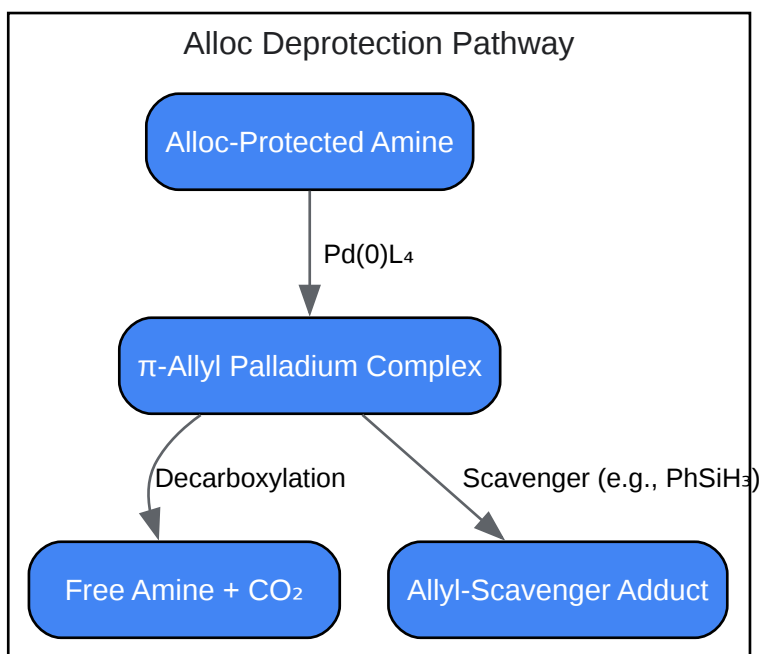 Alloc Deprotection Pathway
Alloc-Protected Amine
Pd(0)L₄
π-Allyl Palladium Complex
Decarboxylation
Scavenger (e.g., PhSiH₃)
Free Amine + CO₂
Allyl-Scavenger Adduct